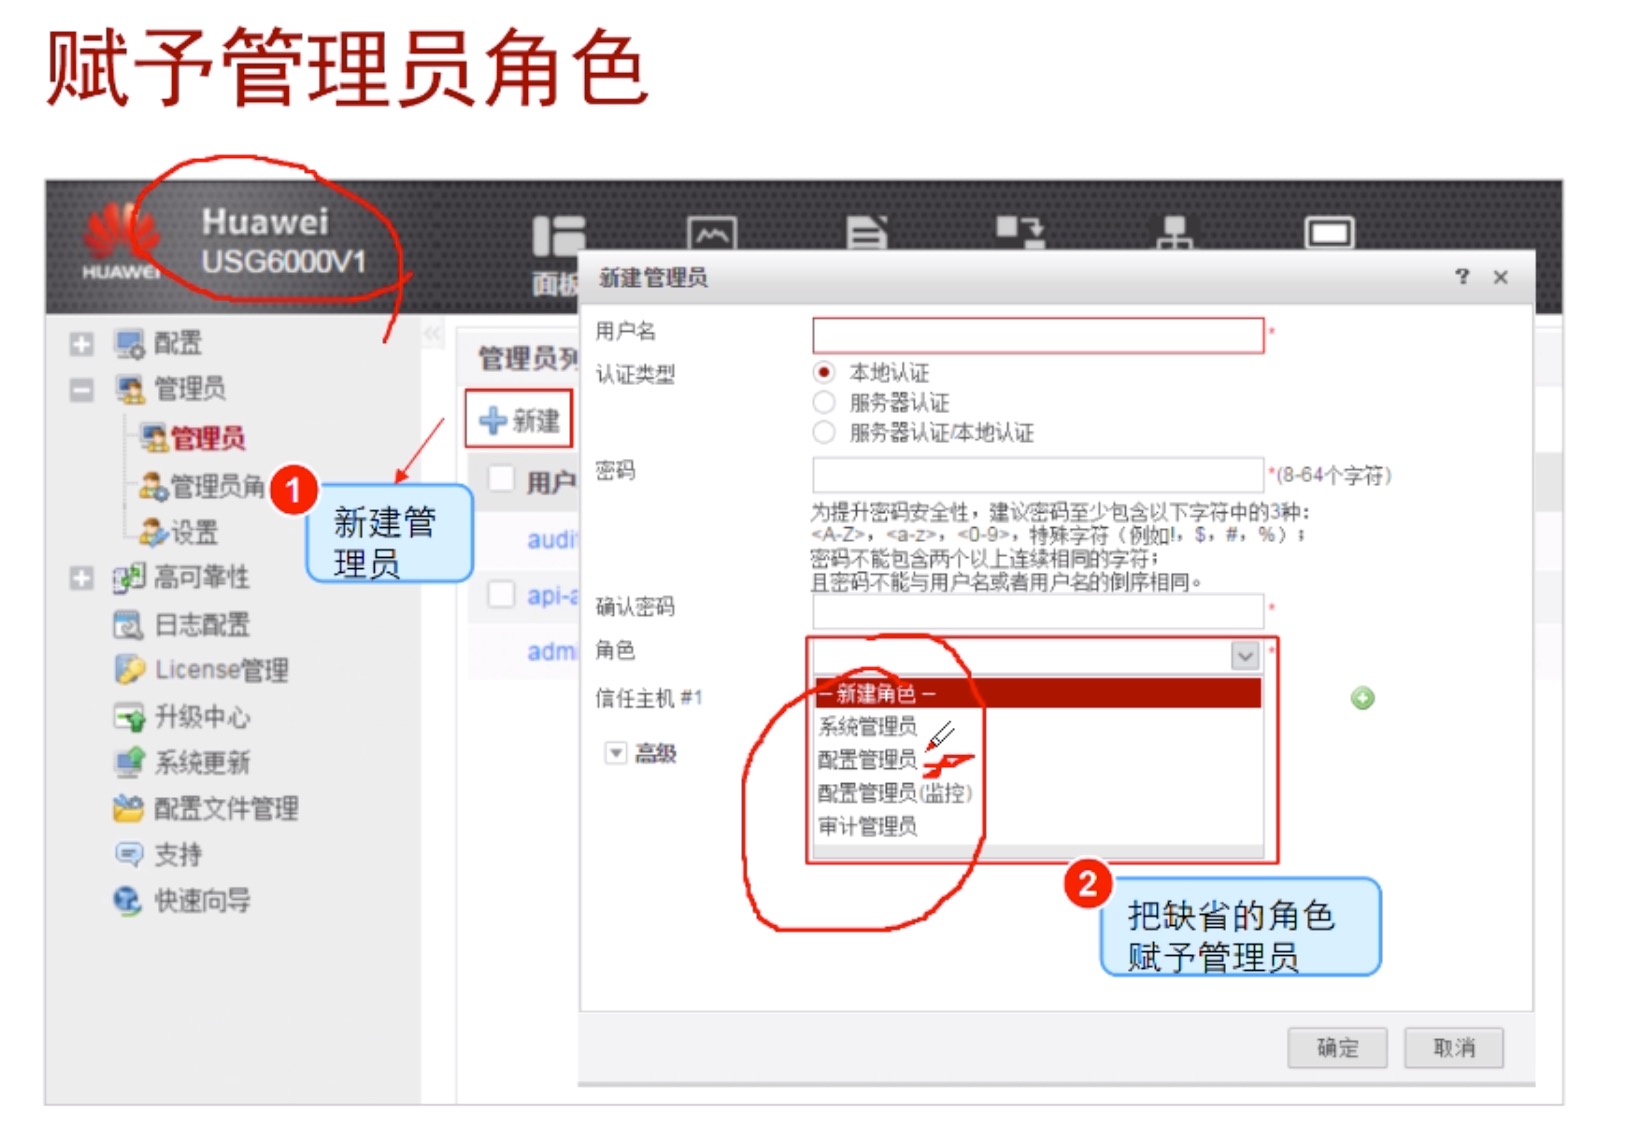 赋予管理员角色
HUAWEI
Huawei
USG6000V1
面板
配置
管理员
管理员
管理员角
设置
高可靠性
日志配置
License管理
升级中心
系统更新
配置文件管理
支持
快速向导
管理员列
新建
用户
audi
api-a
admi
1
新建管
理员
新建管理员
? ×
用户名 *
认证类型
本地认证
服务器认证
服务器认证/本地认证
密码 *(8-64个字符)
为提升密码安全性，建议密码至少包含以下字符中的3种：
<A-Z>，<a-z>，<0-9>，特殊字符（例如!，$，#，%）；
密码不能包含两个以上连续相同的字符；
且密码不能与用户名或者用户名的倒序相同。
确认密码 *
角色 *
-- 新建角色 --
系统管理员
配置管理员
配置管理员(监控)
审计管理员
信任主机 #1
高级
2
把缺省的角色
赋予管理员
确定
取消